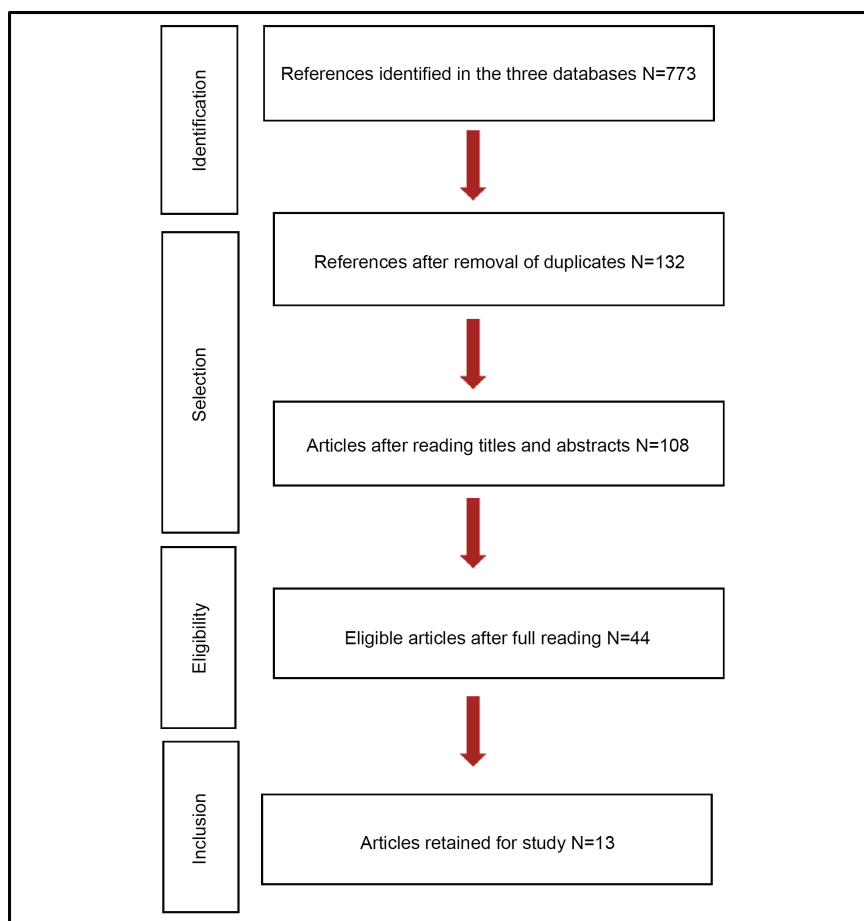 Identification
References identified in the three databases N=773
Selection
References after removal of duplicates N=132
Articles after reading titles and abstracts N=108
Eligibility
Eligible articles after full reading N=44
Inclusion
Articles retained for study N=13